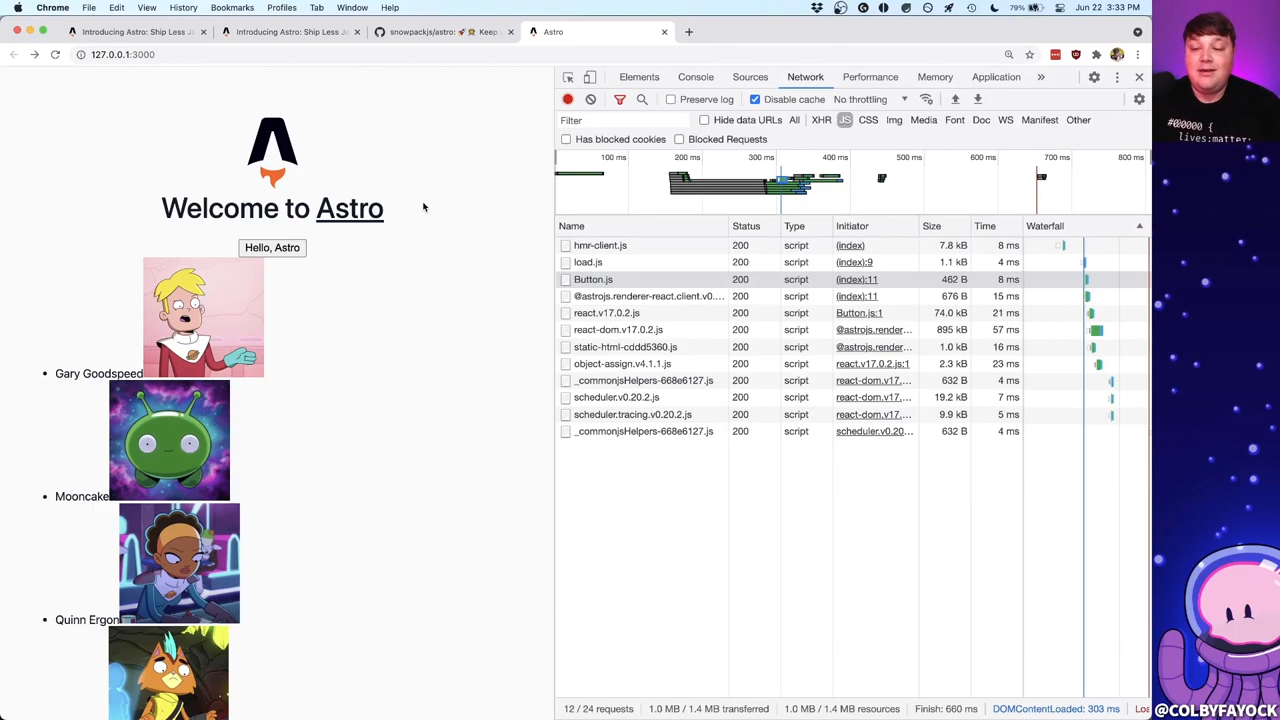 Chrome File Edit View History Bookmarks Profiles Tab Window Help
79% Jun 22 3:33 PM
Introducing Astro: Ship Less J
Introducing Astro: Ship Less J
snowpackjs/astro: 🚀🧑‍🚀 Keep
Astro
127.0.0.1:3000
Welcome to Astro
Hello, Astro
Gary Goodspeed
Mooncake
Quinn Ergon
Elements Console Sources Network Performance Memory Application
Preserve log Disable cache No throttling
Filter Hide data URLs All XHR JS CSS Img Media Font Doc WS Manifest Other
Has blocked cookies Blocked Requests
100 ms 200 ms 300 ms 400 ms 500 ms 600 ms 700 ms 800 ms
Name Status Type Initiator Size Time Waterfall
hmr-client.js 200 script (index) 7.8 kB 8 ms
load.js 200 script (index):9 1.1 kB 4 ms
Button.js 200 script (index):11 462 B 8 ms
@astrojs.renderer-react.client.v0.... 200 script (index):11 676 B 15 ms
react.v17.0.2.js 200 script Button.js:1 74.0 kB 21 ms
react-dom.v17.0.2.js 200 script @astrojs.render... 895 kB 57 ms
static-html-cddd5360.js 200 script @astrojs.render... 1.0 kB 16 ms
object-assign.v4.1.1.js 200 script react.v17.0.2.js:1 2.3 kB 23 ms
_commonjsHelpers-668e6127.js 200 script react-dom.v17.... 632 B 4 ms
scheduler.v0.20.2.js 200 script react-dom.v17.... 19.2 kB 7 ms
scheduler.tracing.v0.20.2.js 200 script react-dom.v17.... 9.9 kB 5 ms
_commonjsHelpers-668e6127.js 200 script scheduler.v0.20... 632 B 4 ms
12 / 24 requests 1.0 MB / 1.4 MB transferred 1.0 MB / 1.4 MB resources Finish: 660 ms DOMContentLoaded: 303 ms Loa
#000000 {
lives:matter;
@COLBYFAYOCK